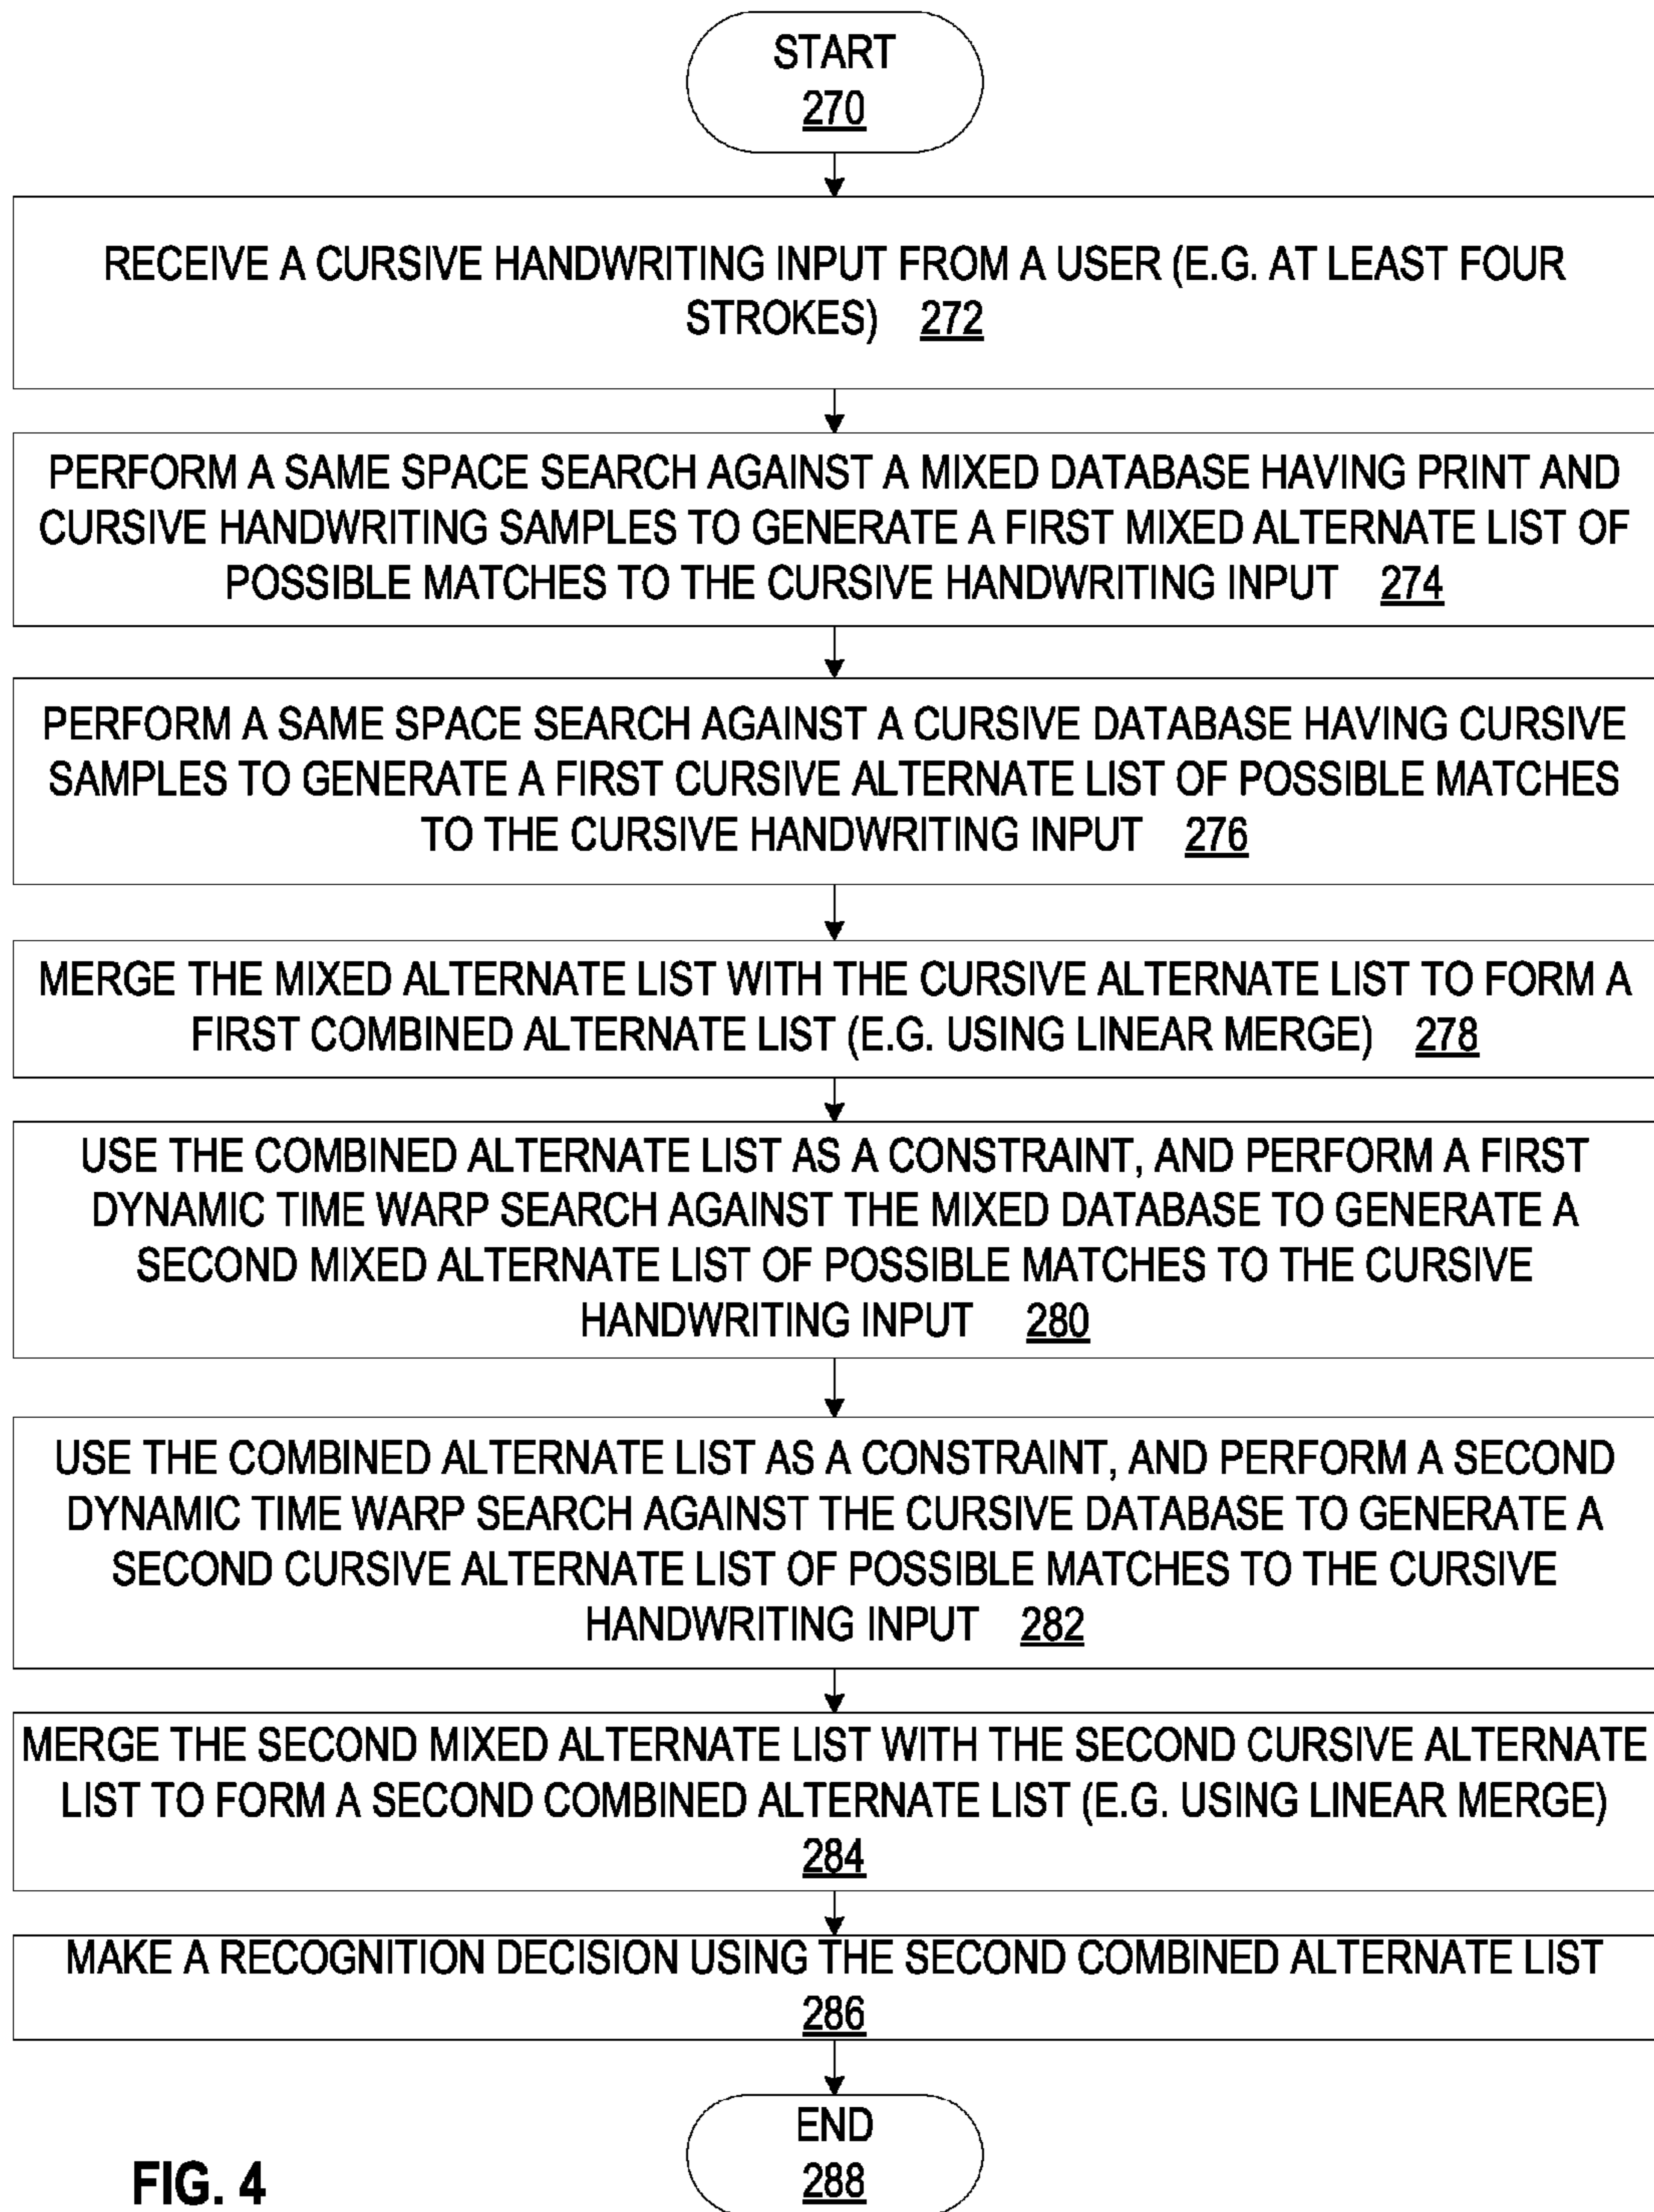 START
270
RECEIVE A CURSIVE HANDWRITING INPUT FROM A USER (E.G. AT LEAST FOUR
STROKES) 272
PERFORM A SAME SPACE SEARCH AGAINST A MIXED DATABASE HAVING PRINT AND
CURSIVE HANDWRITING SAMPLES TO GENERATE A FIRST MIXED ALTERNATE LIST OF
POSSIBLE MATCHES TO THE CURSIVE HANDWRITING INPUT 274
PERFORM A SAME SPACE SEARCH AGAINST A CURSIVE DATABASE HAVING CURSIVE
SAMPLES TO GENERATE A FIRST CURSIVE ALTERNATE LIST OF POSSIBLE MATCHES
TO THE CURSIVE HANDWRITING INPUT 276
MERGE THE MIXED ALTERNATE LIST WITH THE CURSIVE ALTERNATE LIST TO FORM A
FIRST COMBINED ALTERNATE LIST (E.G. USING LINEAR MERGE) 278
USE THE COMBINED ALTERNATE LIST AS A CONSTRAINT, AND PERFORM A FIRST
DYNAMIC TIME WARP SEARCH AGAINST THE MIXED DATABASE TO GENERATE A
SECOND MIXED ALTERNATE LIST OF POSSIBLE MATCHES TO THE CURSIVE
HANDWRITING INPUT 280
USE THE COMBINED ALTERNATE LIST AS A CONSTRAINT, AND PERFORM A SECOND
DYNAMIC TIME WARP SEARCH AGAINST THE CURSIVE DATABASE TO GENERATE A
SECOND CURSIVE ALTERNATE LIST OF POSSIBLE MATCHES TO THE CURSIVE
HANDWRITING INPUT 282
MERGE THE SECOND MIXED ALTERNATE LIST WITH THE SECOND CURSIVE ALTERNATE
LIST TO FORM A SECOND COMBINED ALTERNATE LIST (E.G. USING LINEAR MERGE)
284
MAKE A RECOGNITION DECISION USING THE SECOND COMBINED ALTERNATE LIST
286
END
288
FIG. 4